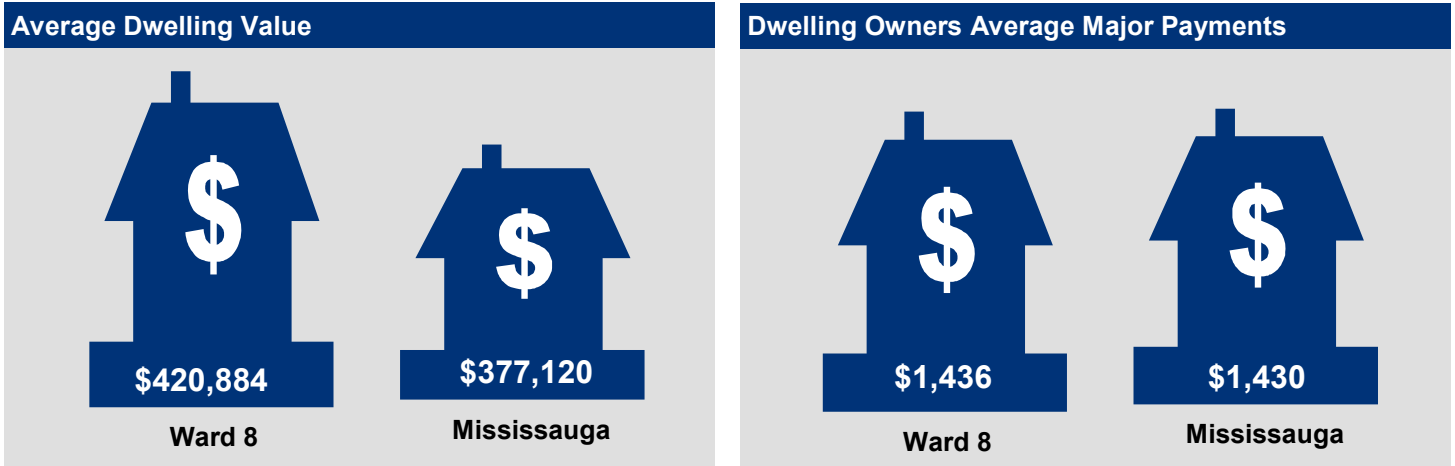 Average Dwelling Value
$
$
$420,884
$377,120
Ward 8
Mississauga
Dwelling Owners Average Major Payments
$
$
$1,436
$1,430
Ward 8
Mississauga